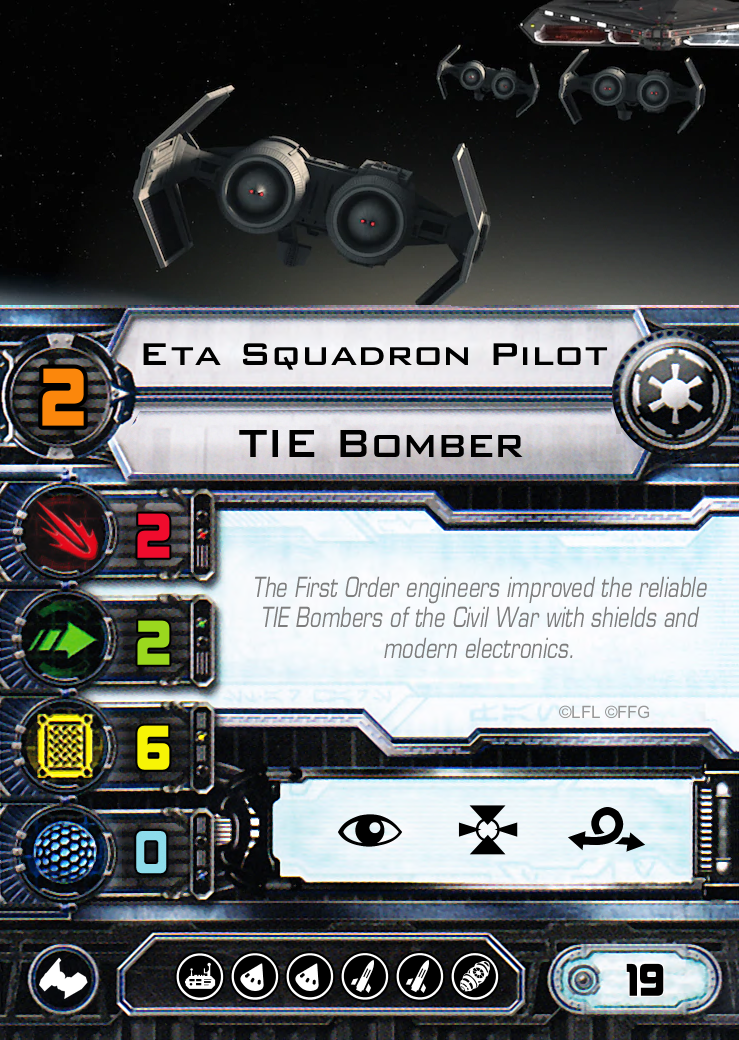 Eta Squadron Pilot
2
TIE Bomber
2
The First Order engineers improved the reliable
TIE Bombers of the Civil War with shields and
modern electronics.
2
©LFL ©FFG
6
0
19